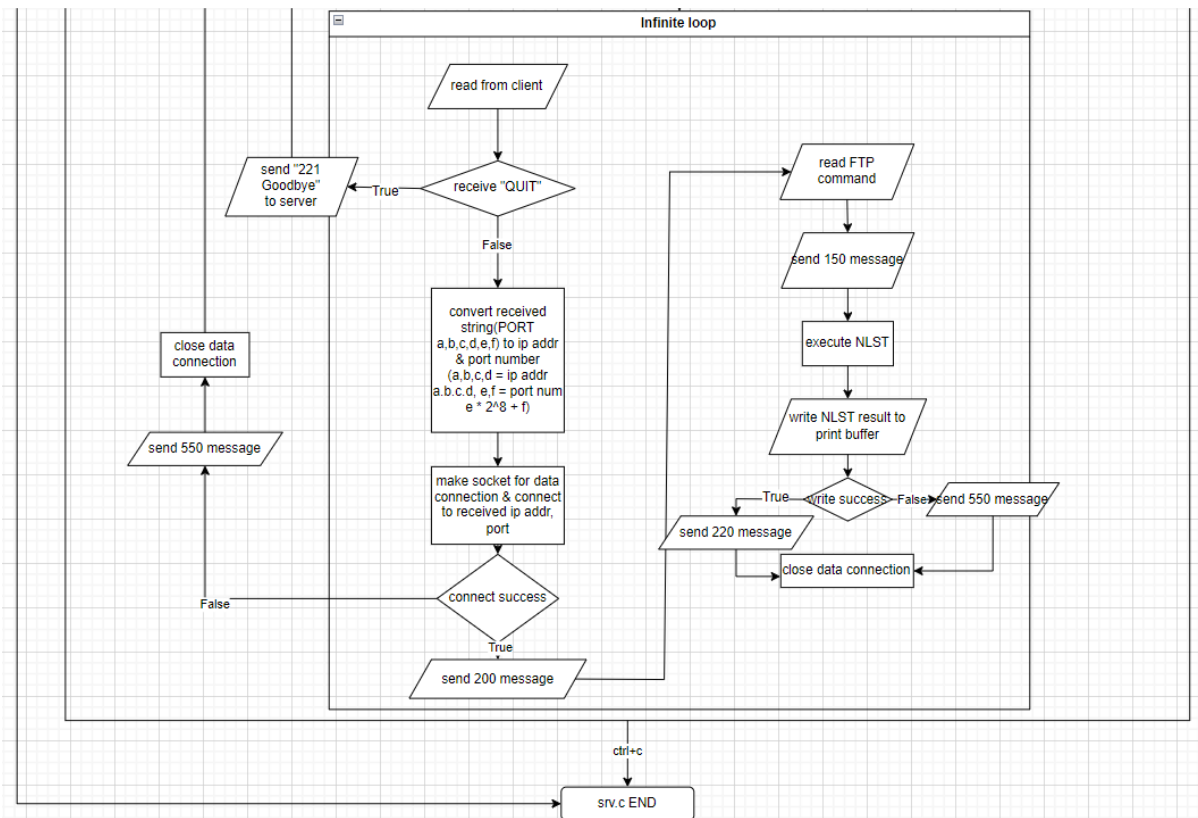 Infinite loop
read from client
receive "QUIT"
True
send "221
Goodbye"
to server
False
convert received
string(PORT
a,b,c,d,e,f) to ip addr
& port number
(a,b,c,d = ip addr
a.b.c.d, e,f = port num
e * 2^8 + f)
make socket for data
connection & connect
to received ip addr,
port
connect success
False
send 550 message
close data
connection
True
send 200 message
read FTP
command
send 150 message
execute NLST
write NLST result to
print buffer
write success
True
send 220 message
False
send 550 message
close data connection
ctrl+c
srv.c END